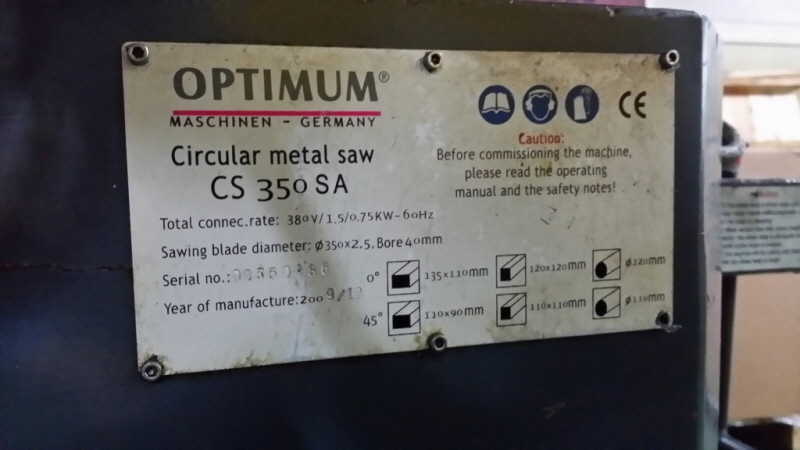 OPTIMUM®
MASCHINEN - GERMANY
Circular metal saw
CS 350 SA
CE
Caution:
Before commissioning the machine,
please read the operating
manual and the safety notes!
Total connec.rate: 380V/1.5/0.75KW-60Hz
Sawing blade diameter: Ø350x2.5, Bore 40mm
Serial no.:
Year of manufacture: 2009/12
0° 135x110mm 120x120mm Ø120mm
45° 110x90mm 110x110mm Ø110mm